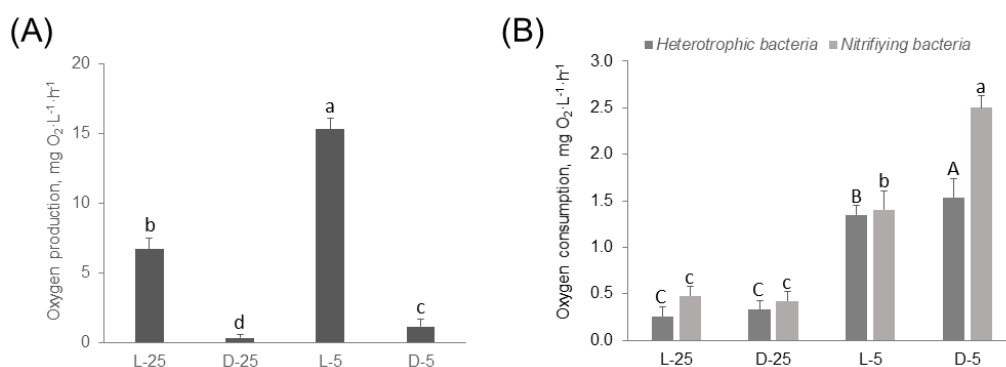 (A)
Oxygen production, mg O₂·L⁻¹·h⁻¹
20
15
10
5
0
b
d
a
c
L-25
D-25
L-5
D-5
(B)
Heterotrophic bacteria
Nitrifiying bacteria
Oxygen consumption, mg O₂·L⁻¹·h⁻¹
3.0
2.5
2.0
1.5
1.0
0.5
0.0
C
c
C
c
B
b
A
a
L-25
D-25
L-5
D-5